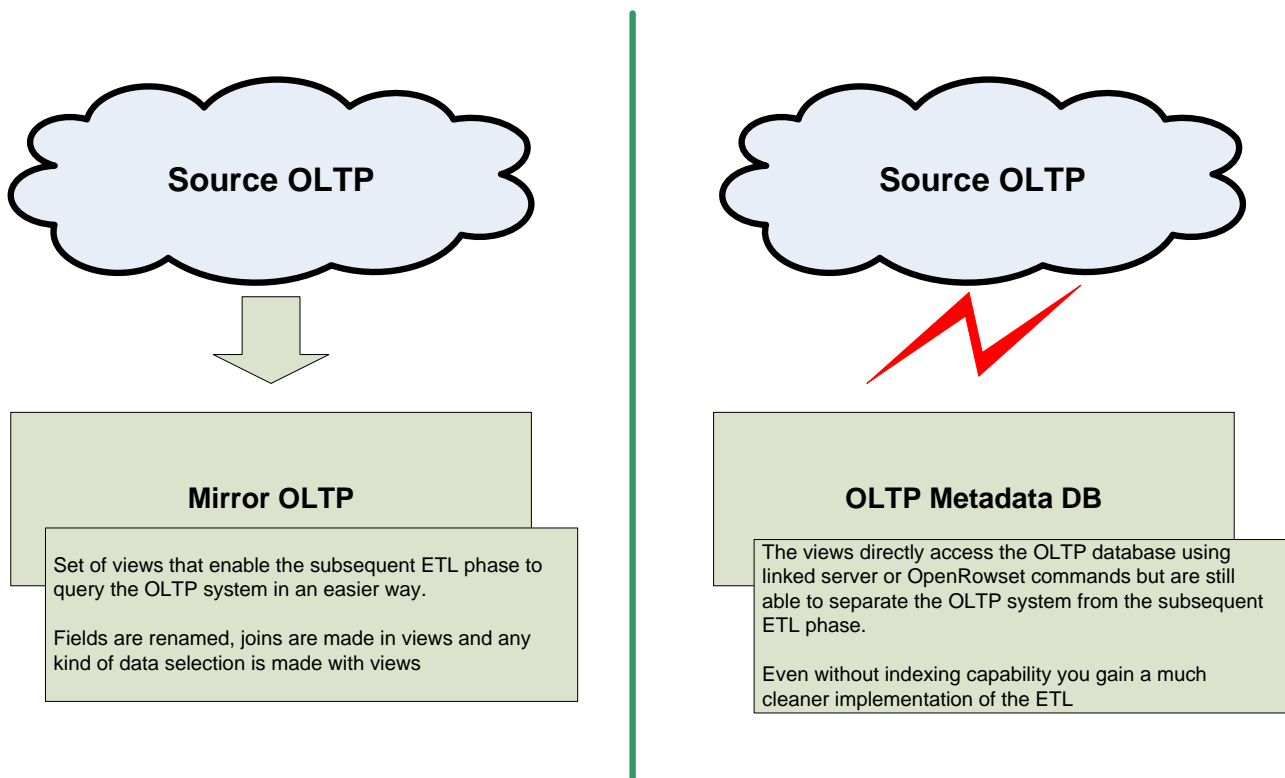 Source OLTP
Mirror OLTP
Set of views that enable the subsequent ETL phase to
query the OLTP system in an easier way.
Fields are renamed, joins are made in views and any
kind of data selection is made with views
Source OLTP
OLTP Metadata DB
The views directly access the OLTP database using
linked server or OpenRowset commands but are still
able to separate the OLTP system from the subsequent
ETL phase.
Even without indexing capability you gain a much
cleaner implementation of the ETL